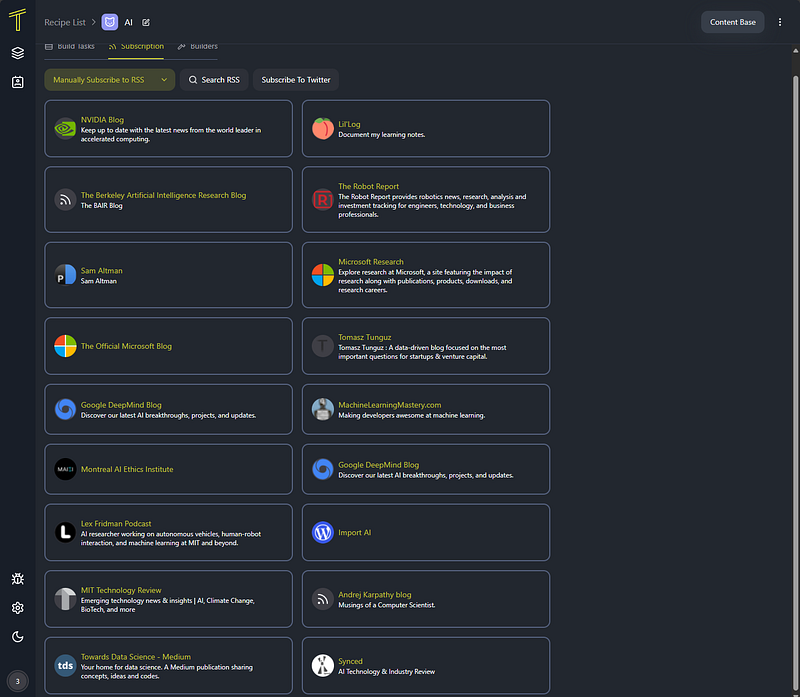 Recipe List > AI
Content Base
Build Tasks
Subscription
Builders
Manually Subscribe to RSS
Search RSS
Subscribe To Twitter
NVIDIA Blog
Keep up to date with the latest news from the world leader in
accelerated computing.
Lil'Log
Document my learning notes.
The Berkeley Artificial Intelligence Research Blog
The BAIR Blog
R
The Robot Report
The Robot Report provides robotics news, research, analysis and
investment tracking for engineers, technology, and business
professionals.
P
Sam Altman
Sam Altman
Microsoft Research
Explore research at Microsoft, a site featuring the impact of
research along with publications, products, downloads, and
research careers.
The Official Microsoft Blog
T
Tomasz Tunguz
Tomasz Tunguz : A data-driven blog focused on the most
important questions for startups & venture capital.
Google DeepMind Blog
Discover our latest AI breakthroughs, projects, and updates.
MachineLearningMastery.com
Making developers awesome at machine learning.
Montreal AI Ethics Institute
Google DeepMind Blog
Discover our latest AI breakthroughs, projects, and updates.
L
Lex Fridman Podcast
AI researcher working on autonomous vehicles, human-robot
interaction, and machine learning at MIT and beyond.
Import AI
MIT Technology Review
Emerging technology news & insights | AI, Climate Change,
BioTech, and more
Andrej Karpathy blog
Musings of a Computer Scientist.
tds
Towards Data Science - Medium
Your home for data science. A Medium publication sharing
concepts, ideas and codes.
Synced
AI Technology & Industry Review
3